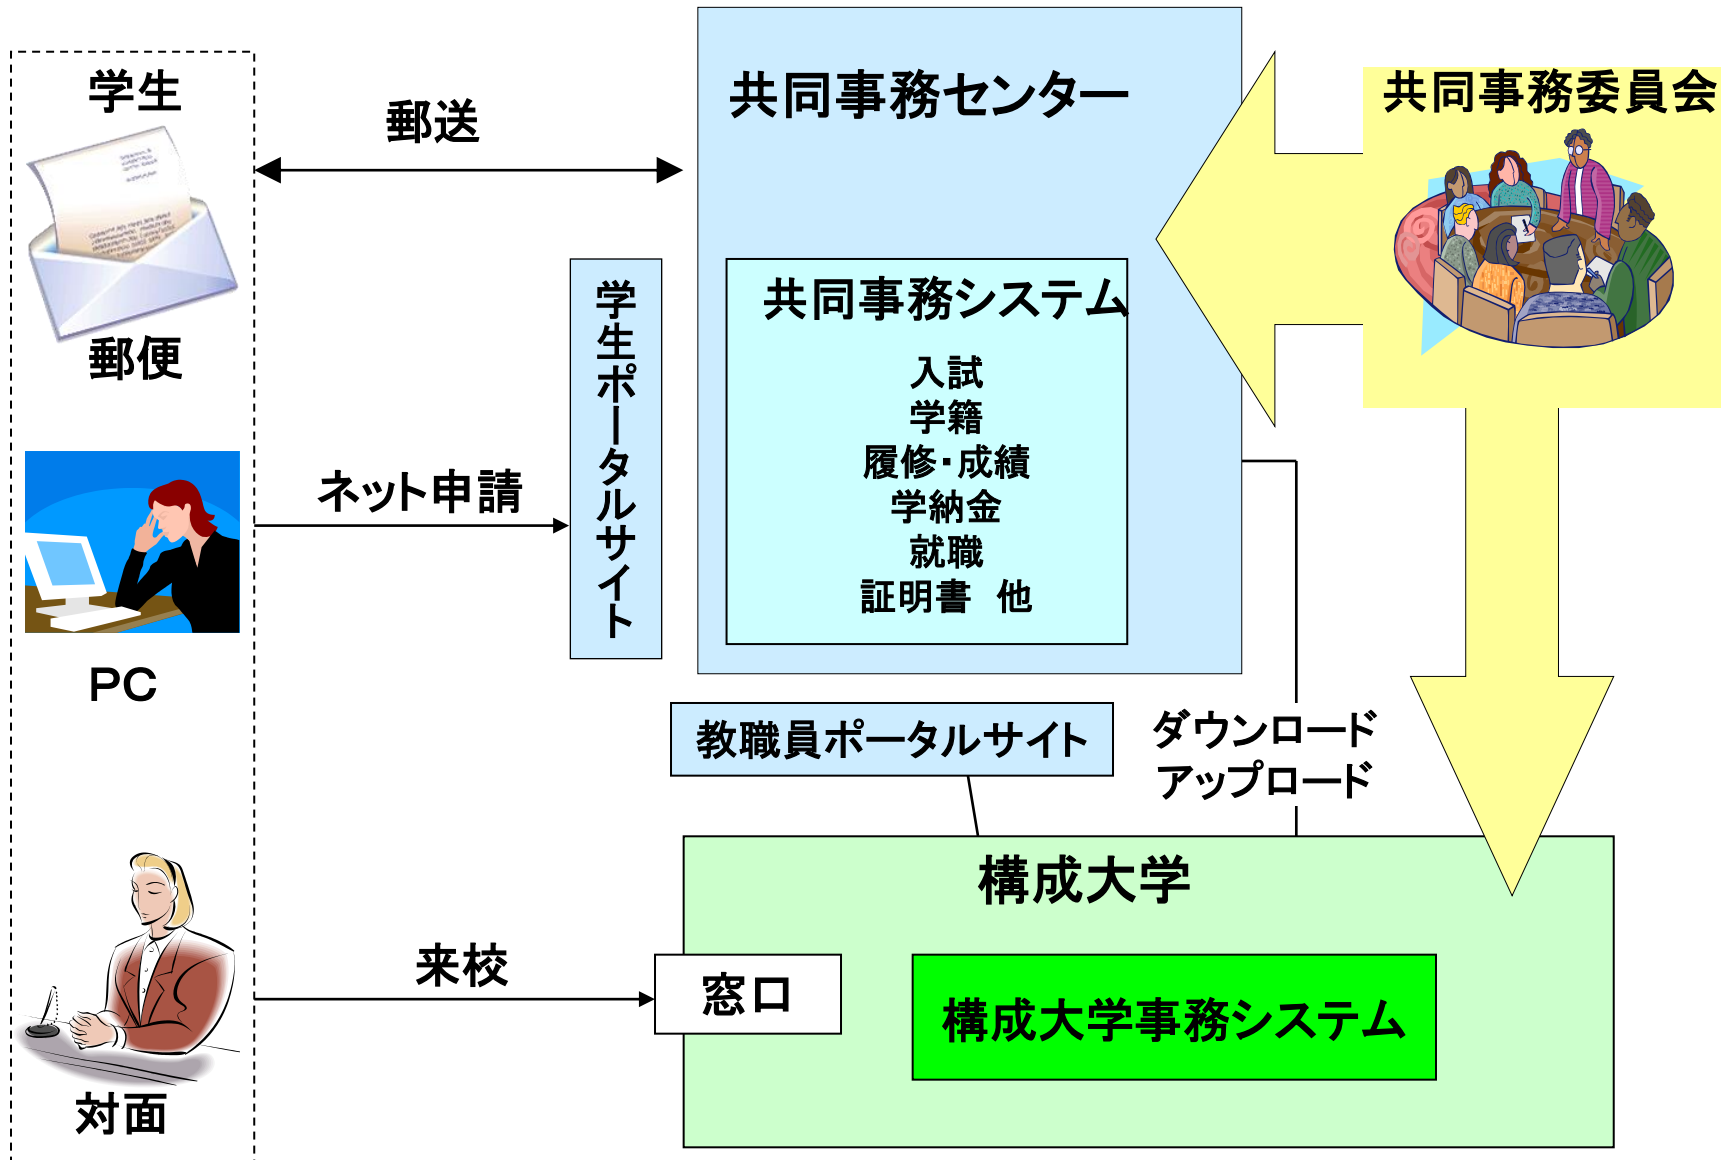 学生
郵便
PC
対面
郵送
ネット申請
来校
学生ポータルサイト
共同事務センター
共同事務システム
入試
学籍
履修・成績
学納金
就職
証明書 他
共同事務委員会
教職員ポータルサイト
ダウンロード
アップロード
構成大学
窓口
構成大学事務システム